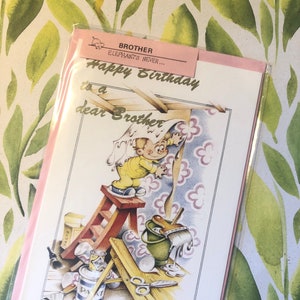 BROTHER
ELEPHANTS NEVER...
Happy Birthday
to a
dear Brother